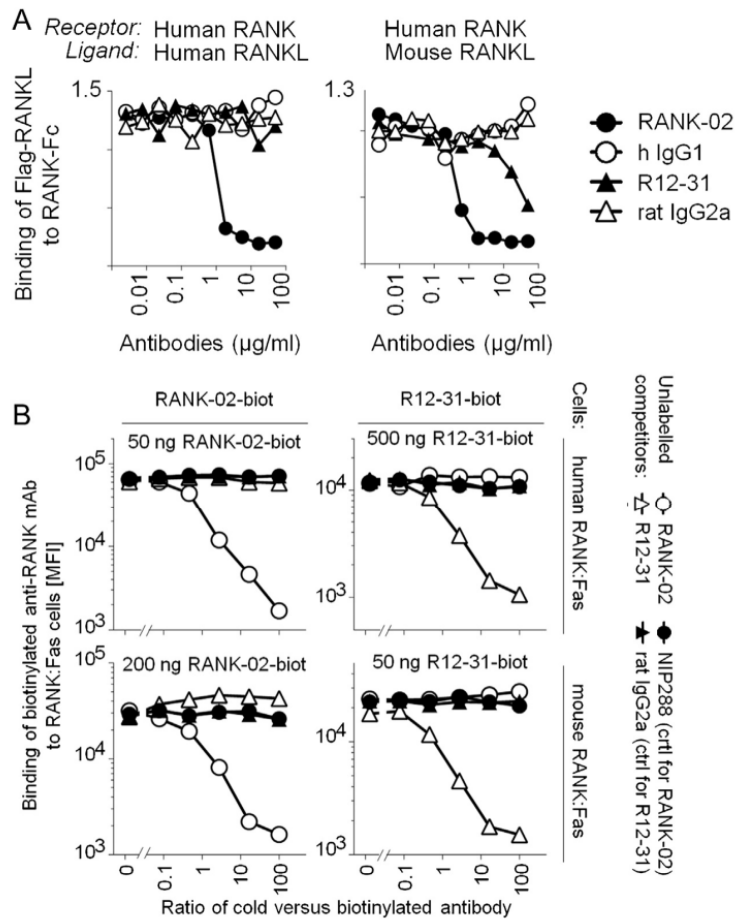 A
Receptor: Human RANK
Ligand: Human RANKL
Human RANK
Mouse RANKL
Binding of Flag-RANKL
to RANK-Fc
1.5
0.01
0.1
1
10
100
Antibodies (µg/ml)
1.3
0.01
0.1
1
10
100
Antibodies (µg/ml)
RANK-02
h IgG1
R12-31
rat IgG2a
B
RANK-02-biot
R12-31-biot
Cells:
Unlabelled
competitors:
50 ng RANK-02-biot
500 ng R12-31-biot
10⁵
10⁴
10³
10⁴
10³
human RANK:Fas
RANK-02
R12-31
NIP288 (crtl for RANK-02)
rat IgG2a (ctrl for R12-31)
Binding of biotinylated anti-RANK mAb
to RANK:Fas cells [MFI]
200 ng RANK-02-biot
50 ng R12-31-biot
10⁵
10⁴
10³
10⁵
10⁴
10³
mouse RANK:Fas
0
0.1
1
10
100
0
0.1
1
10
100
Ratio of cold versus biotinylated antibody